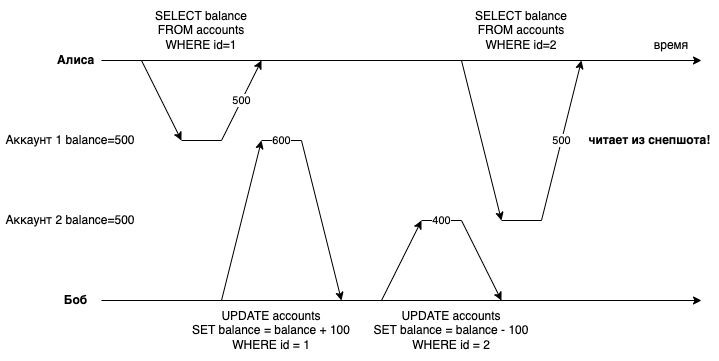 SELECT balance
FROM accounts
WHERE id=1
SELECT balance
FROM accounts
WHERE id=2
время
Алиса
500
Аккаунт 1 balance=500
600
500
читает из снепшота!
Аккаунт 2 balance=500
400
Боб
UPDATE accounts
SET balance = balance + 100
WHERE id = 1
UPDATE accounts
SET balance = balance - 100
WHERE id = 2